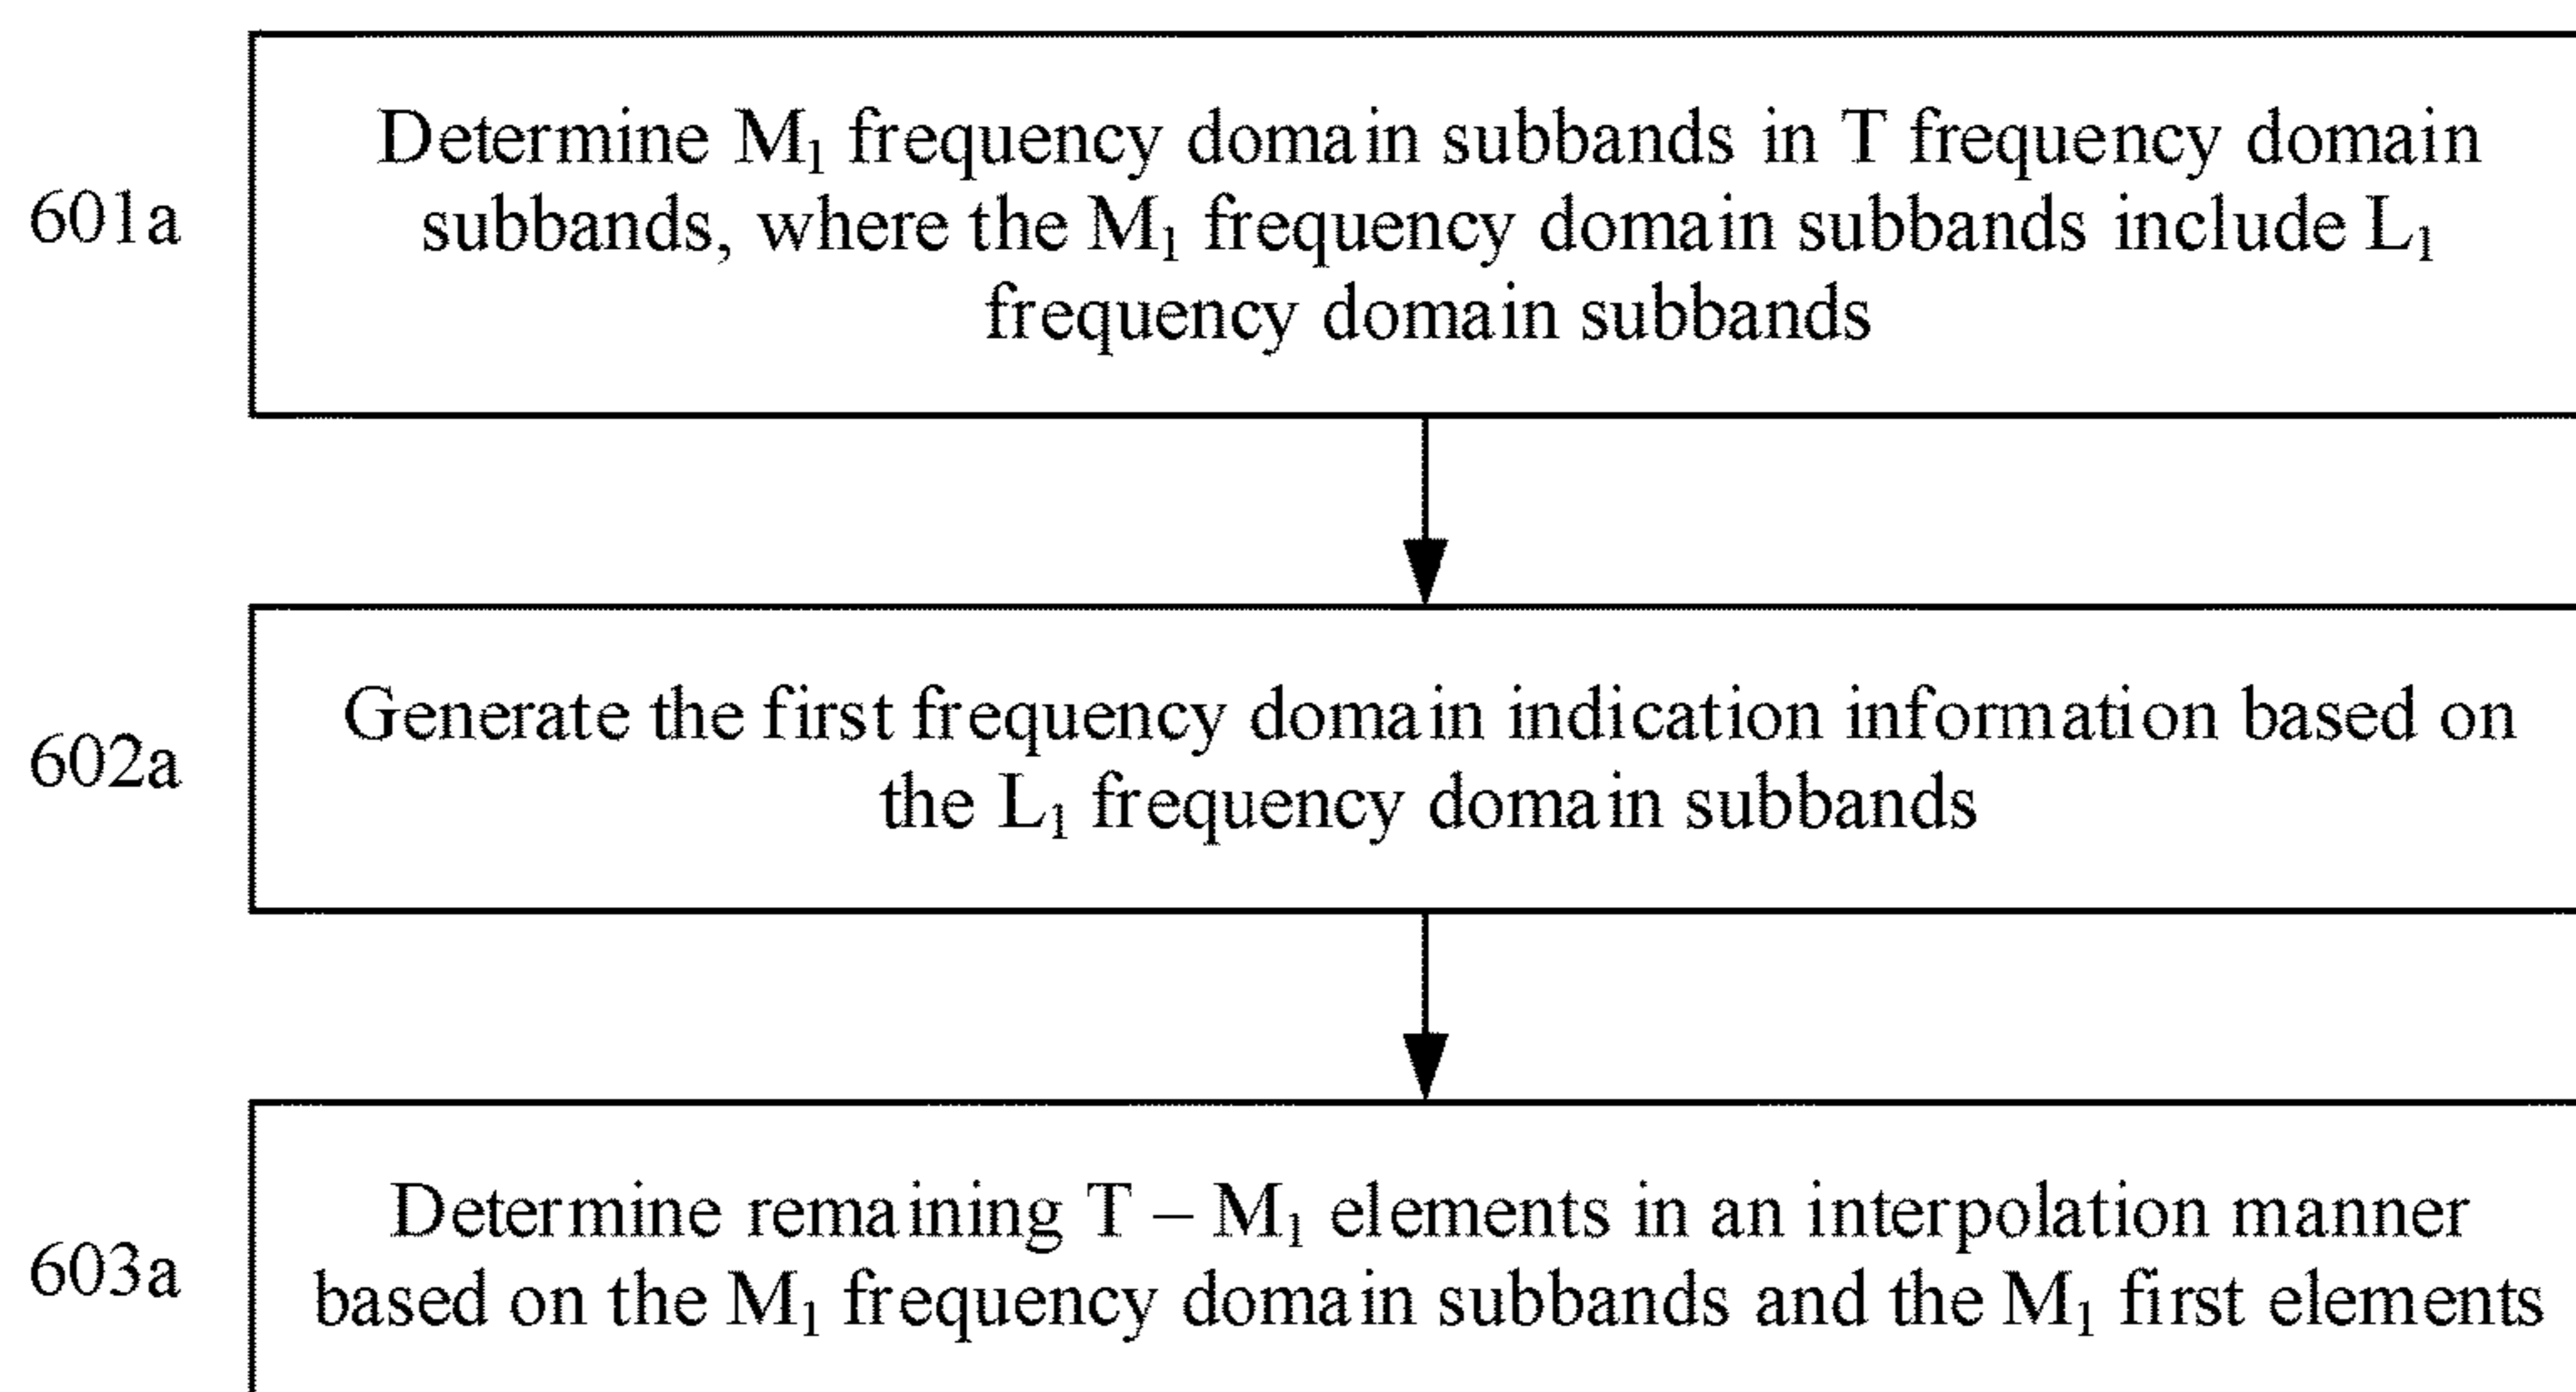 601a
Determine M₁ frequency domain subbands in T frequency domain
subbands, where the M₁ frequency domain subbands include L₁
frequency domain subbands
602a
Generate the first frequency domain indication information based on
the L₁ frequency domain subbands
603a
Determine remaining T – M₁ elements in an interpolation manner
based on the M₁ frequency domain subbands and the M₁ first elements